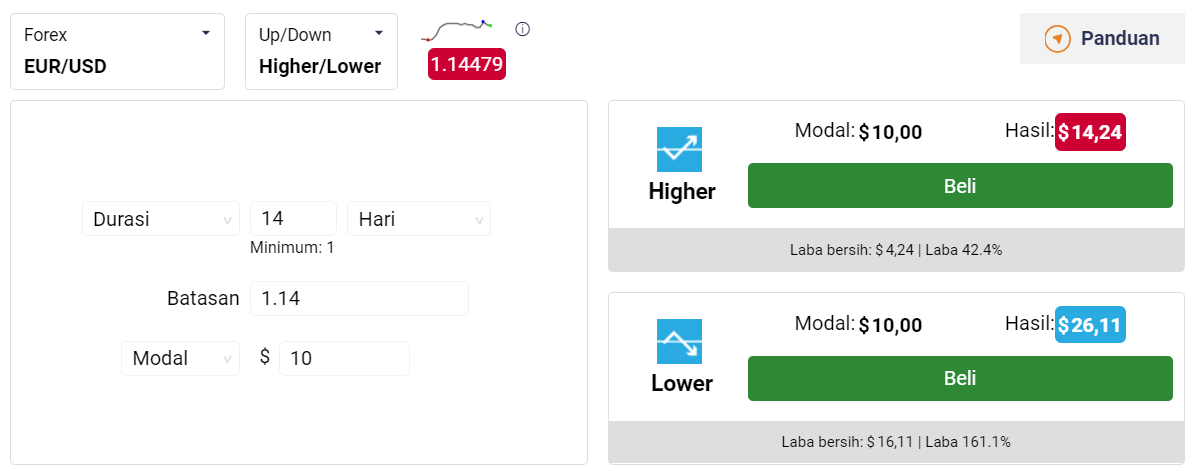 Forex
EUR/USD
Up/Down
Higher/Lower
1.14479
Panduan
Durasi 14 Hari
Minimum: 1
Batasan 1.14
Modal $ 10
Higher
Modal: $10,00 Hasil: $14,24
Beli
Laba bersih: $ 4,24 | Laba 42.4%
Lower
Modal: $10,00 Hasil: $26,11
Beli
Laba bersih: $ 16,11 | Laba 161.1%